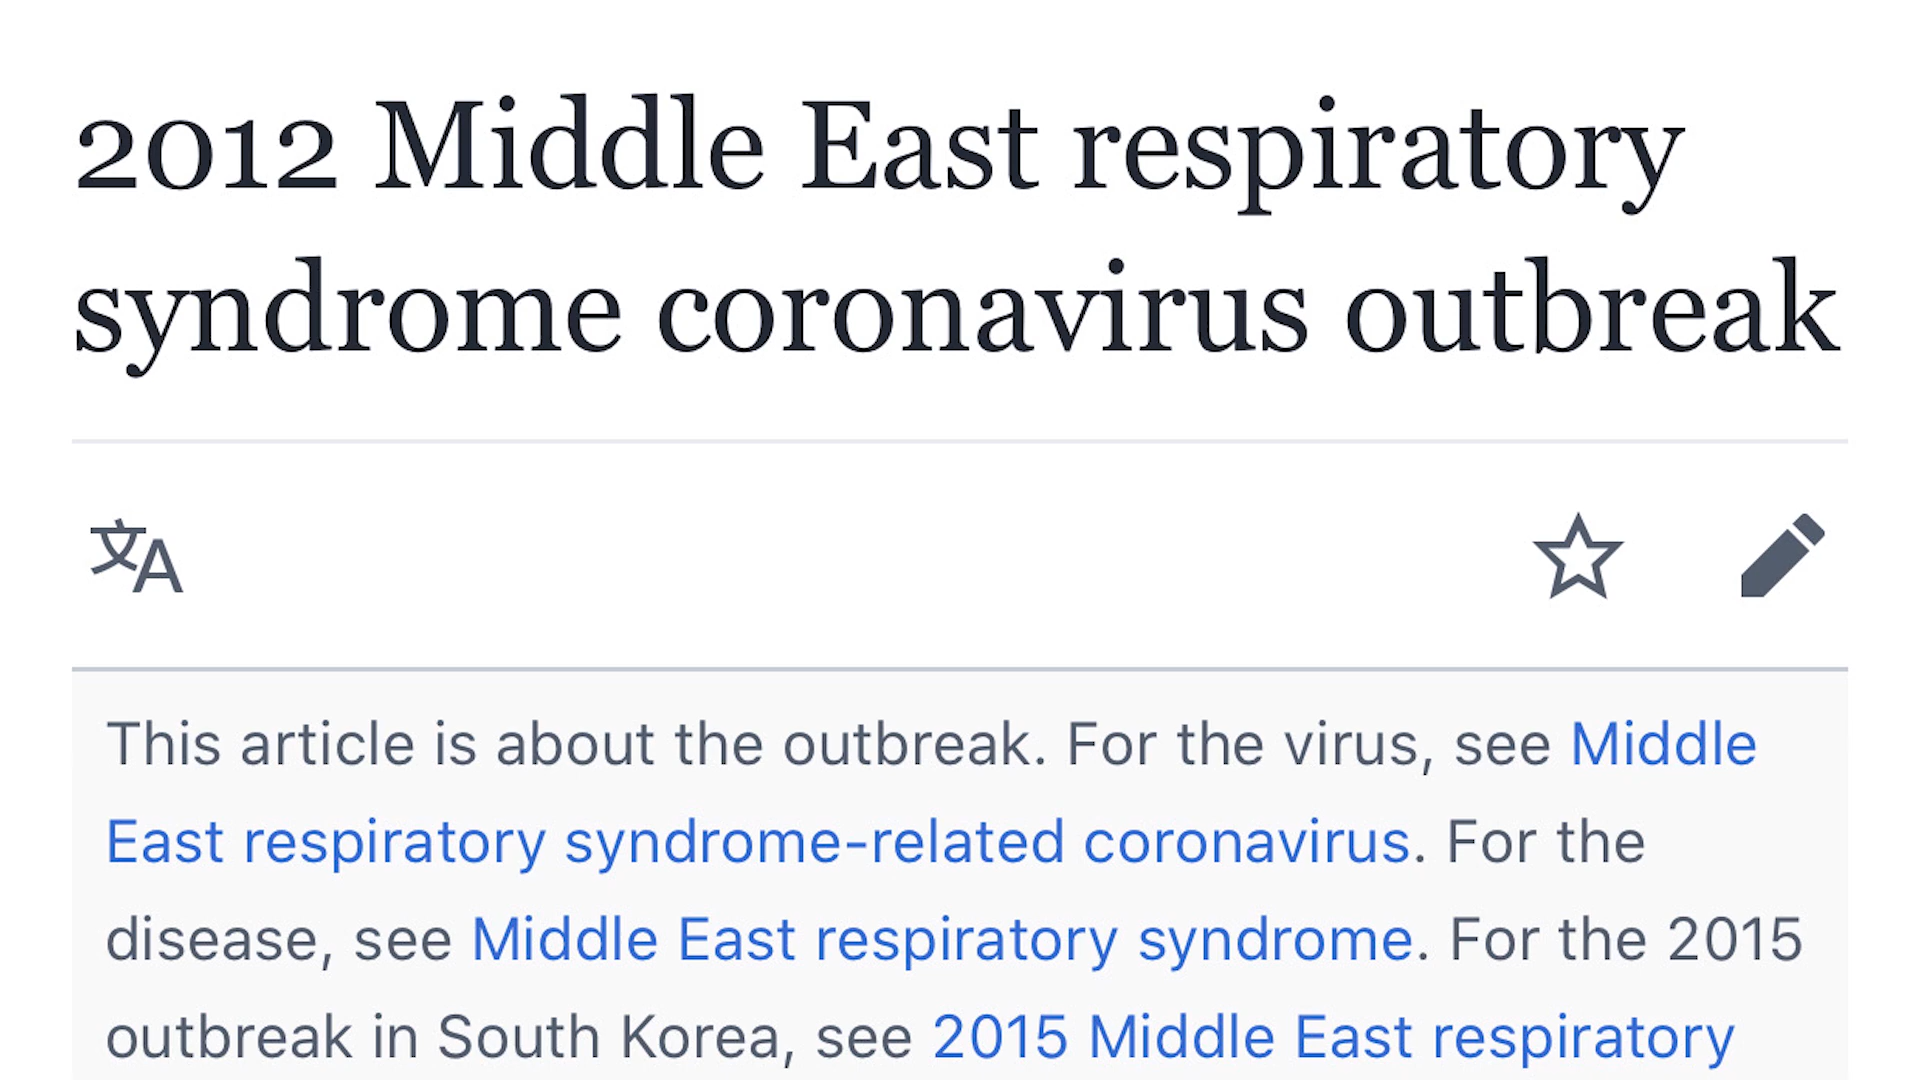 2012 Middle East respiratory
syndrome coronavirus outbreak
文A
This article is about the outbreak. For the virus, see Middle
East respiratory syndrome-related coronavirus. For the
disease, see Middle East respiratory syndrome. For the 2015
outbreak in South Korea, see 2015 Middle East respiratory